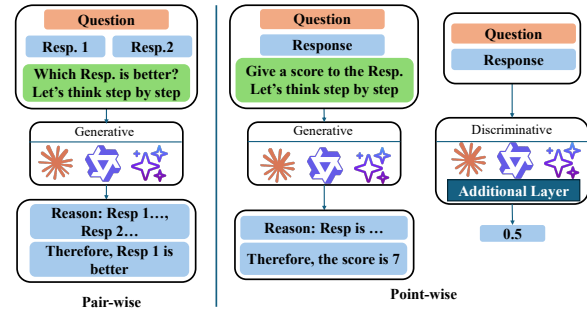 Question
Resp. 1
Resp.2
Which Resp. is better?
Let's think step by step
Generative
Reason: Resp 1…,
Resp 2…
Therefore, Resp 1 is
better
Pair-wise
Question
Response
Give a score to the Resp.
Let's think step by step
Generative
Reason: Resp is …
Therefore, the score is 7
Question
Response
Discriminative
Additional Layer
0.5
Point-wise